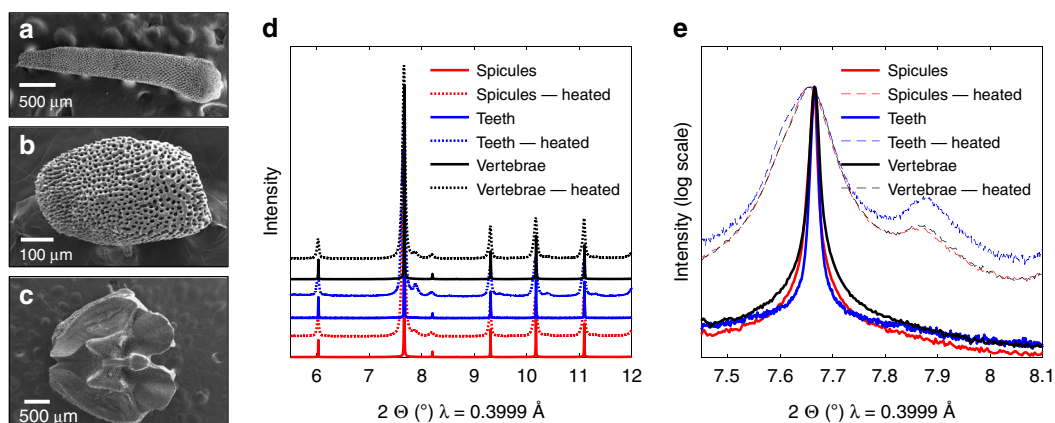 a
500 µm
b
100 µm
c
500 µm
d
Intensity
Spicules
Spicules — heated
Teeth
Teeth — heated
Vertebrae
Vertebrae — heated
6 7 8 9 10 11 12
2 Θ (°) λ = 0.3999 Å
e
Intensity (log scale)
Spicules
Spicules — heated
Teeth
Teeth — heated
Vertebrae
Vertebrae — heated
7.5 7.6 7.7 7.8 7.9 8 8.1
2 Θ (°) λ = 0.3999 Å